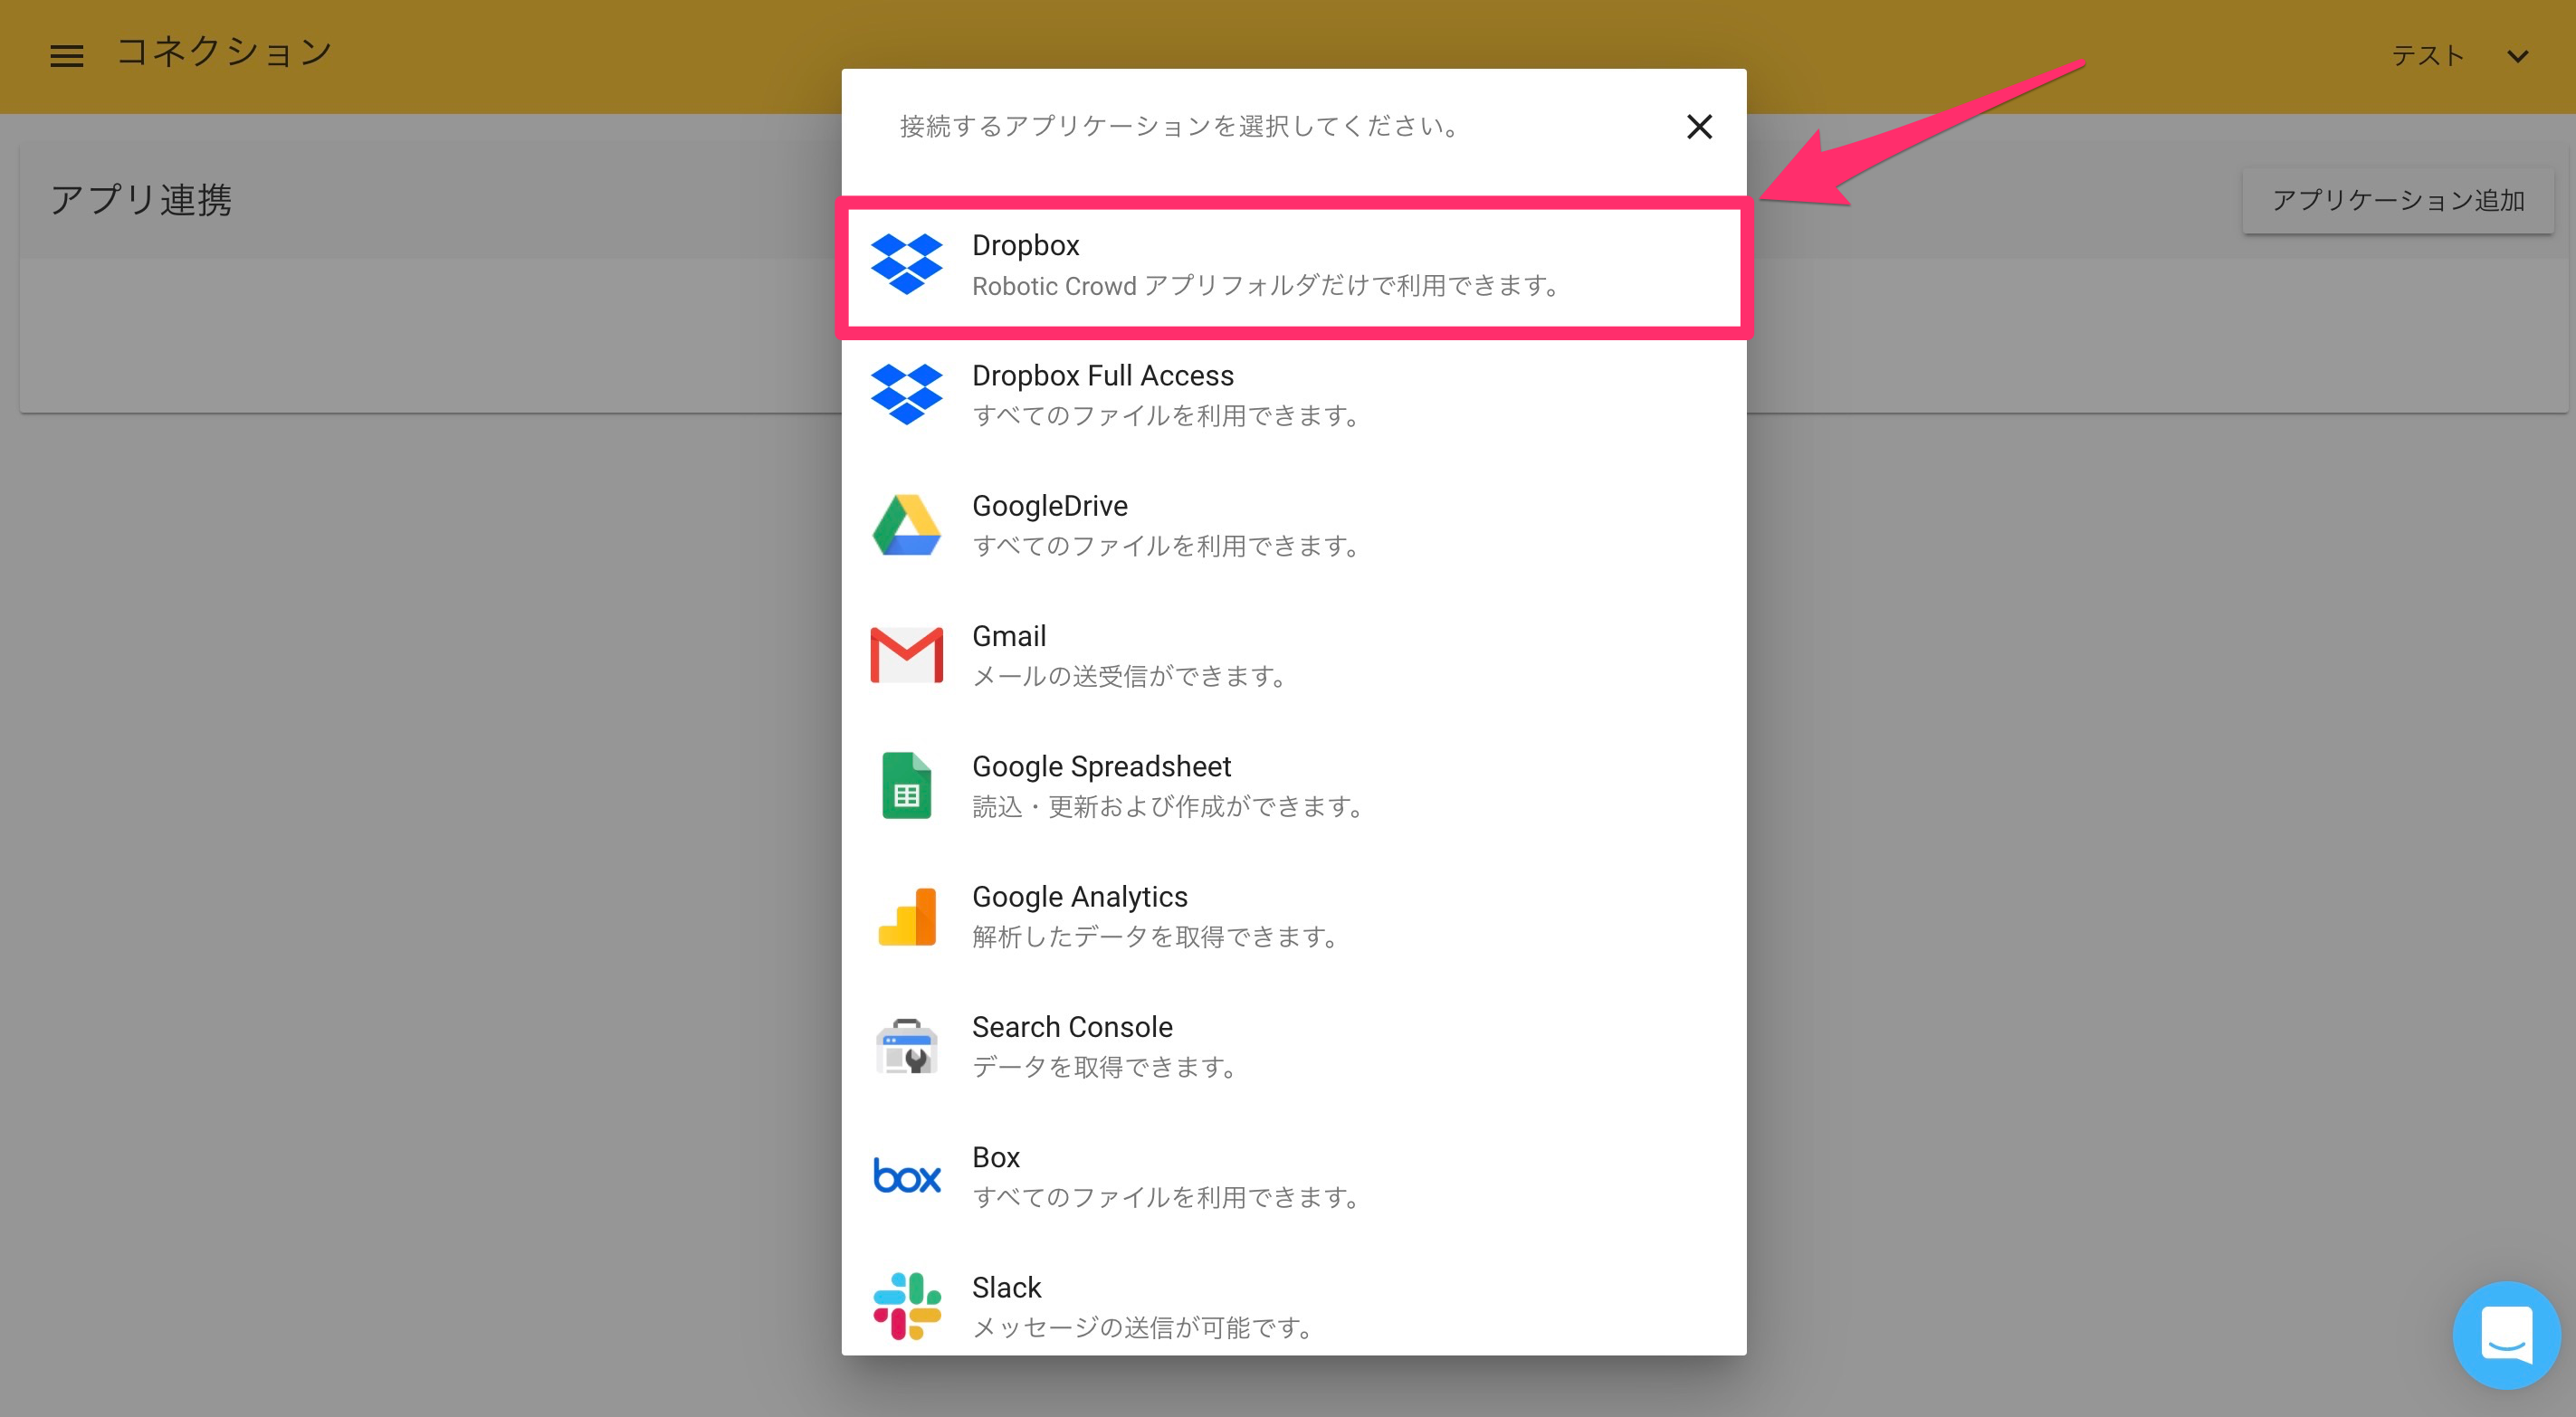 コネクション
テスト
接続するアプリケーションを選択してください。
アプリ連携
アプリケーション追加
Dropbox
Robotic Crowd アプリフォルダだけで利用できます。
Dropbox Full Access
すべてのファイルを利用できます。
GoogleDrive
すべてのファイルを利用できます。
Gmail
メールの送受信ができます。
Google Spreadsheet
読込・更新および作成ができます。
Google Analytics
解析したデータを取得できます。
Search Console
データを取得できます。
box
Box
すべてのファイルを利用できます。
Slack
メッセージの送信が可能です。